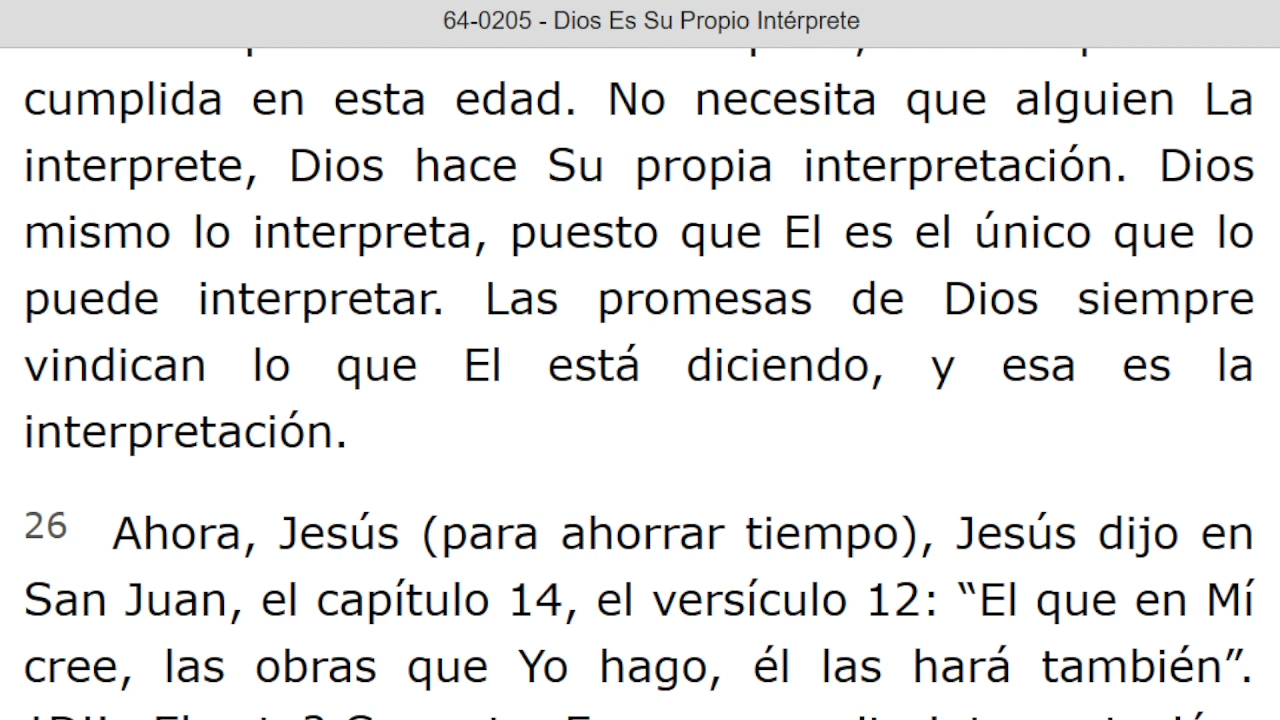 64-0205 - Dios Es Su Propio Intérprete
cumplida en esta edad. No necesita que alguien La
interprete, Dios hace Su propia interpretación. Dios
mismo lo interpreta, puesto que El es el único que lo
puede interpretar. Las promesas de Dios siempre
vindican lo que El está diciendo, y esa es la
interpretación.
26 Ahora, Jesús (para ahorrar tiempo), Jesús dijo en
San Juan, el capítulo 14, el versículo 12: “El que en Mí
cree, las obras que Yo hago, él las hará también”.